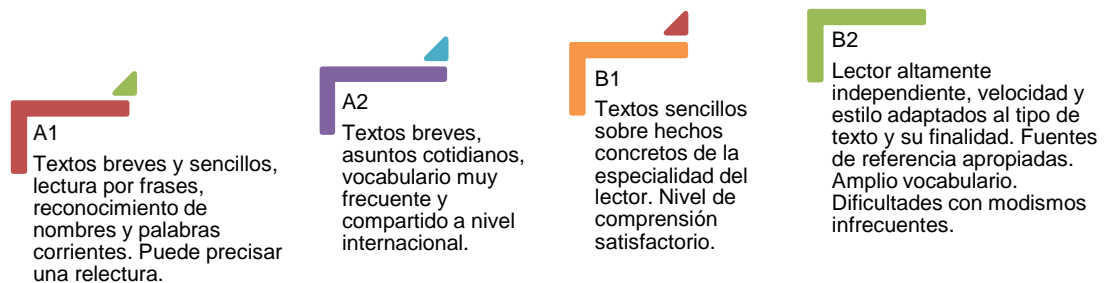 A1
Textos breves y sencillos,
lectura por frases,
reconocimiento de
nombres y palabras
corrientes. Puede precisar
una relectura.
A2
Textos breves,
asuntos cotidianos,
vocabulario muy
frecuente y
compartido a nivel
internacional.
B1
Textos sencillos
sobre hechos
concretos de la
especialidad del
lector. Nivel de
comprensión
satisfactorio.
B2
Lector altamente
independiente, velocidad y
estilo adaptados al tipo de
texto y su finalidad. Fuentes
de referencia apropiadas.
Amplio vocabulario.
Dificultades con modismos
infrecuentes.